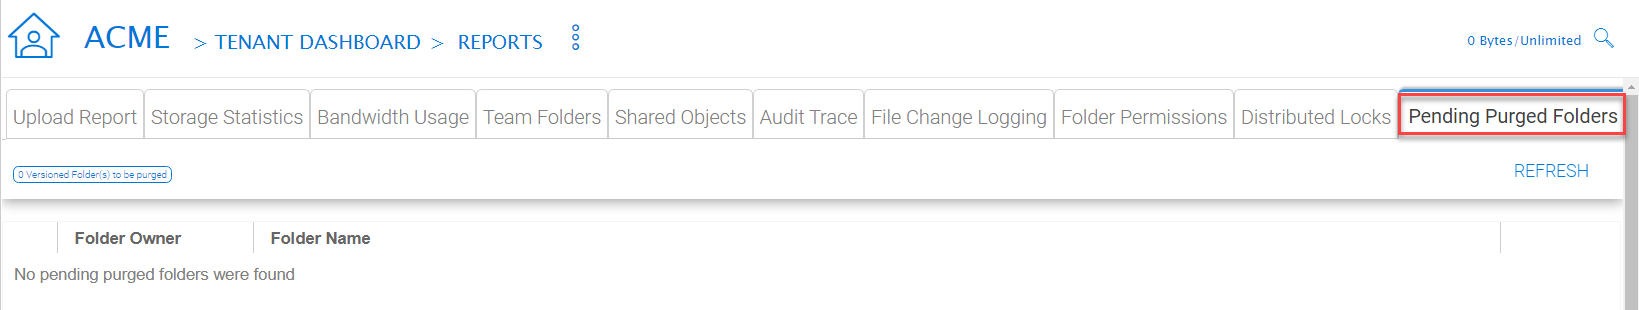 ACME > TENANT DASHBOARD > REPORTS
0 Bytes/Unlimited
Upload Report Storage Statistics Bandwidth Usage Team Folders Shared Objects Audit Trace File Change Logging Folder Permissions Distributed Locks Pending Purged Folders
0 Versioned Folder(s) to be purged
REFRESH
Folder Owner Folder Name
No pending purged folders were found